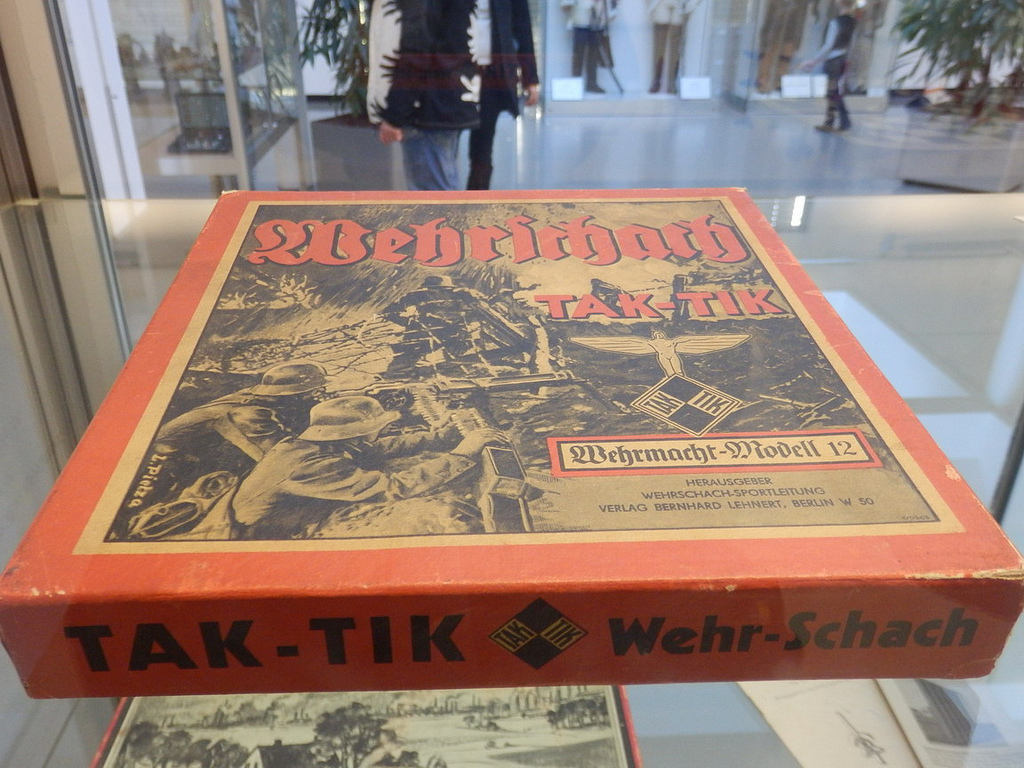 Wehrschach
TAK-TIK
TAK TIK
Wehrmacht-Modell 12
HERAUSGEBER
WEHRSCHACH-SPORTLEITUNG
VERLAG BERNHARD LEHNERT, BERLIN W 50
L. Pletza
TAK-TIK TAK TIK Wehr-Schach